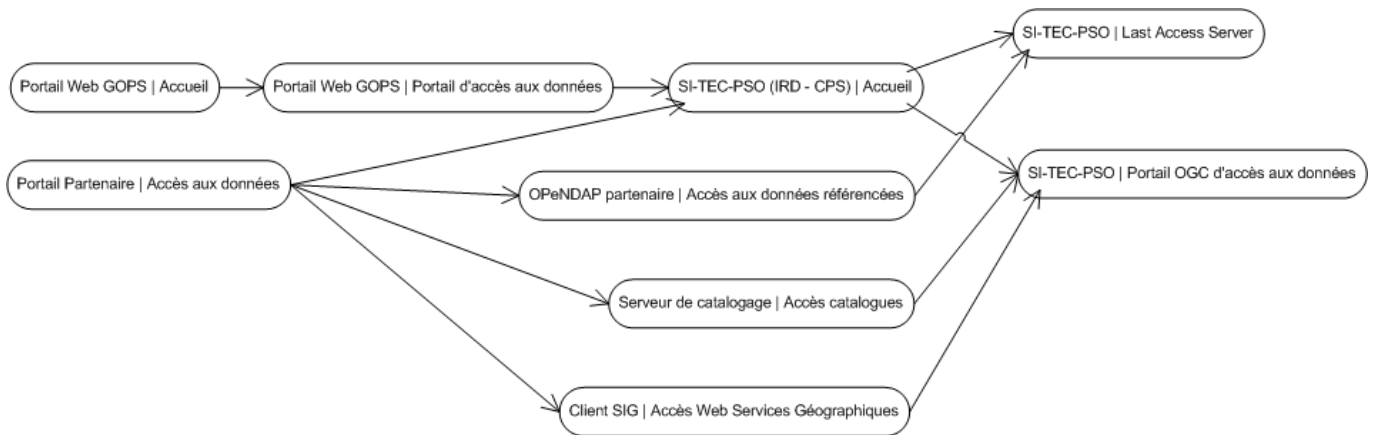 SI-TEC-PSO | Last Access Server
Portail Web GOPS | Accueil
Portail Web GOPS | Portail d'accès aux données
SI-TEC-PSO (IRD - CPS) | Accueil
Portail Partenaire | Accès aux données
OPeNDAP partenaire | Accès aux données référencées
SI-TEC-PSO | Portail OGC d'accès aux données
Serveur de catalogage | Accès catalogues
Client SIG | Accès Web Services Géographiques